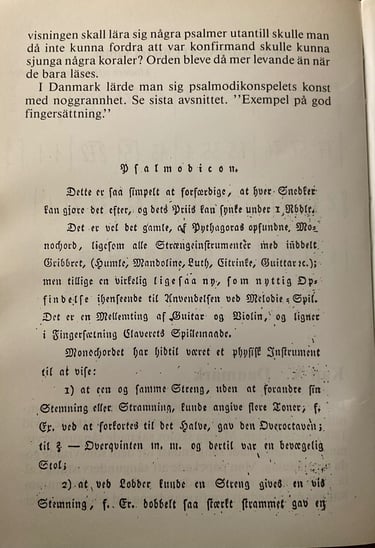 visningen skall lära sig några psalmer utantill skulle man
då inte kunna fordra att var konfirmand skulle kunna
sjunga några koraler? Orden bleve då mer levande än när
de bara läses.
I Danmark lärde man sig psalmodikonspelets konst
med noggrannhet. Se sista avsnittet. ”Exempel på god
fingersättning.”
Psalmodicon.
Dette er saa simpelt at forfærdige, at hver Snedker
kan gjøre det efter, og dets Priis kan synke under 1 Rbdlr.
Det er vel det gamle, af Pythagoras opfundne, Mo-
nochord, ligesom alle Strængeinstrumenter med inddelt
Gribbret, (Humle, Mandoline, Luth, Citrinke, Guittar ꝛc.);
men tillige en virkelig ligesaa ny, som nyttig Op-
findelse ihenseende til Anvendelsen ved Melodie-Spil.
Det er en Mellemting af Guitar og Violin, og ligner
i Fingersætning Claverets Spillemaade.
Monochordet har hidtil været et physisk Instrument
til at vise:
1) at een og samme Streng, uden at forandre sin
Stemning eller Stramning, kunde angive flere Toner, f.
Ex. ved at forkortes til det Halve, gav den Overoctaven;
til ⅔ — Overqvinten m. m. og dertil var en bevægelig
Stol;
2) at ved Lodder kunde en Streng gives en vis
Stemning, f. Ex. dobbelt saa stærkt strammet gav en